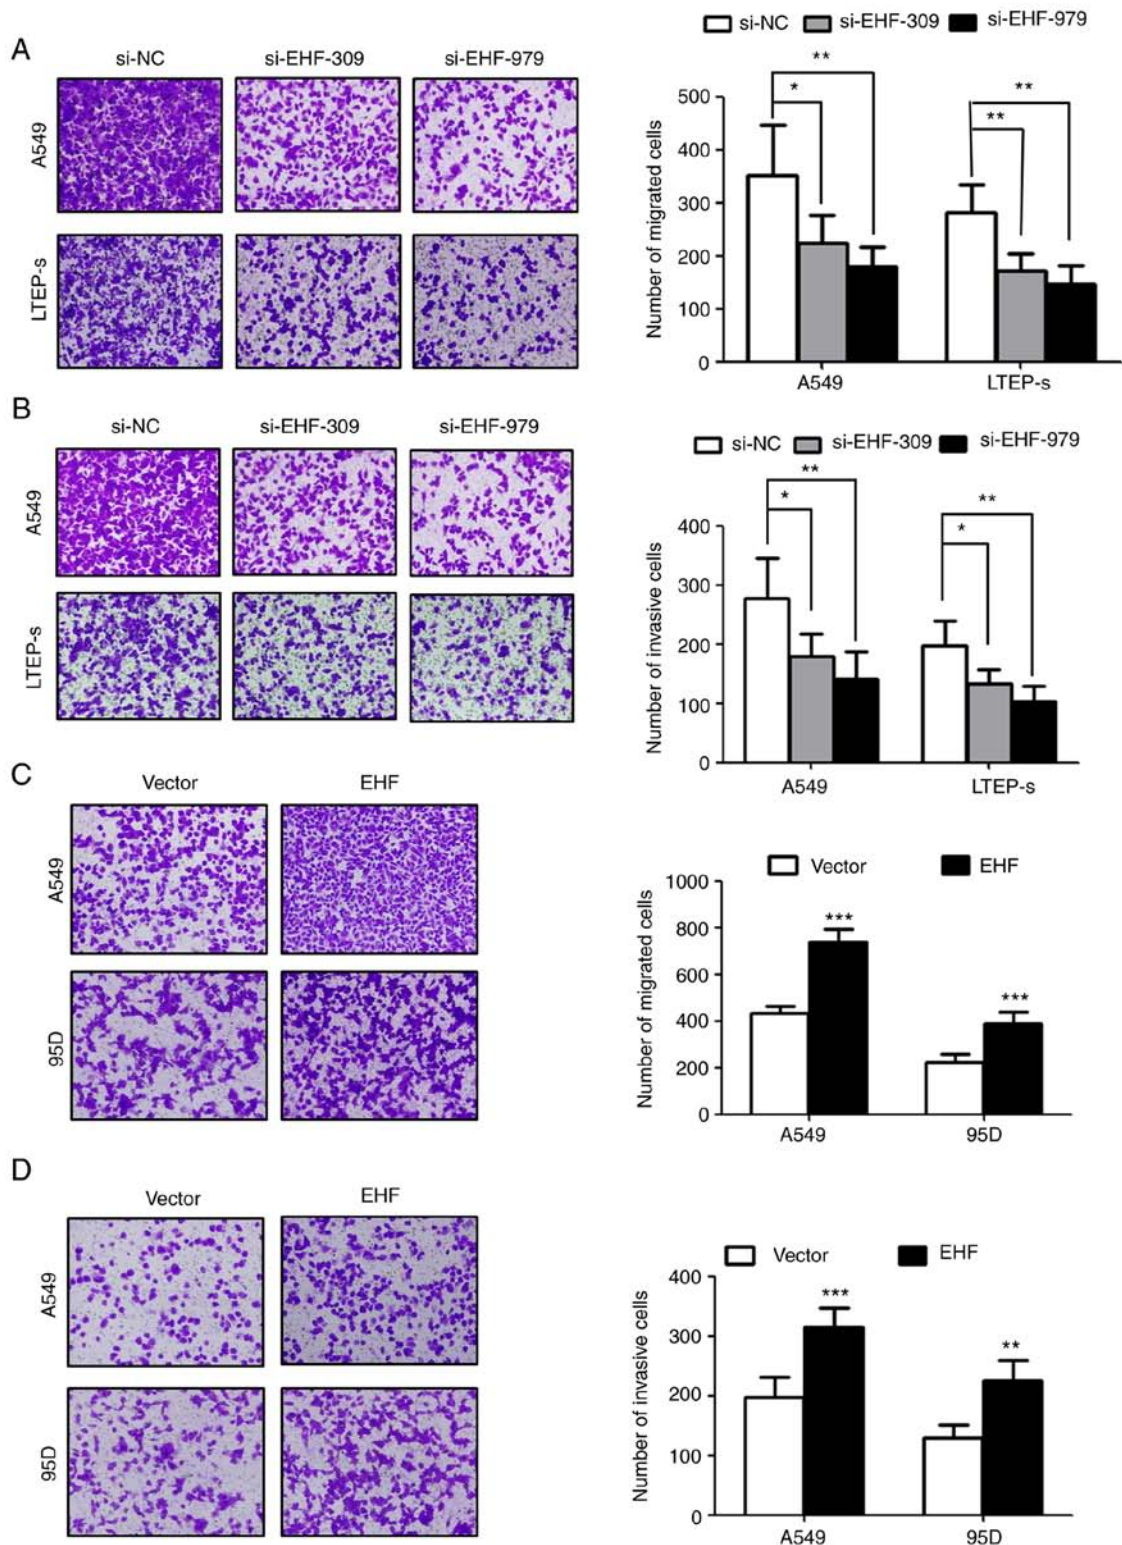 A
si-NC si-EHF-309 si-EHF-979
A549
LTEP-s
si-NC si-EHF-309 si-EHF-979
** **
* **
Number of migrated cells
500
400
300
200
100
0
A549 LTEP-s
B
si-NC si-EHF-309 si-EHF-979
A549
LTEP-s
si-NC si-EHF-309 si-EHF-979
** **
* *
Number of invasive cells
400
300
200
100
0
A549 LTEP-s
C
Vector EHF
A549
95D
Vector EHF
*** ***
Number of migrated cells
1000
800
600
400
200
0
A549 95D
D
Vector EHF
A549
95D
Vector EHF
*** **
Number of invasive cells
400
300
200
100
0
A549 95D